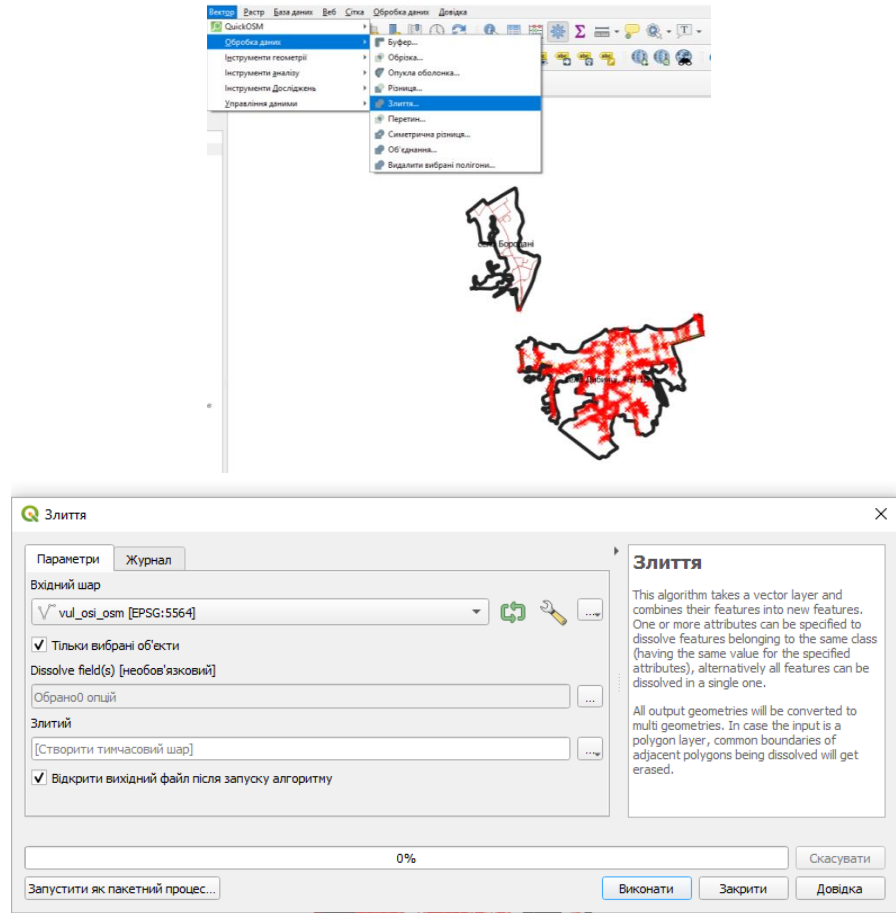 Вектор Растр База даних Веб Сітка Обробка даних Довідка
QuickOSM
Обробка даних
Інструменти геометрії
Інструменти аналізу
Інструменти Досліджень
Управління даними
Буфер...
Обрізка...
Опукла оболонка...
Різниця...
Злиття...
Перетин...
Симетрична різниця...
Об'єднання...
Видалити вибрані полігони...
Бородані
Злиття
Параметри Журнал
Вхідний шар
vul_osi_osm [EPSG:5564]
Тільки вибрані об'єкти
Dissolve field(s) [необов'язковий]
Обрано0 опцій
Злитий
[Створити тимчасовий шар]
Відкрити вихідний файл після запуску алгоритму
Злиття
This algorithm takes a vector layer and
combines their features into new features.
One or more attributes can be specified to
dissolve features belonging to the same class
(having the same value for the specified
attributes), alternatively all features can be
dissolved in a single one.
All output geometries will be converted to
multi geometries. In case the input is a
polygon layer, common boundaries of
adjacent polygons being dissolved will get
erased.
0%
Скасувати
Запустити як пакетний процес...
Виконати Закрити Довідка